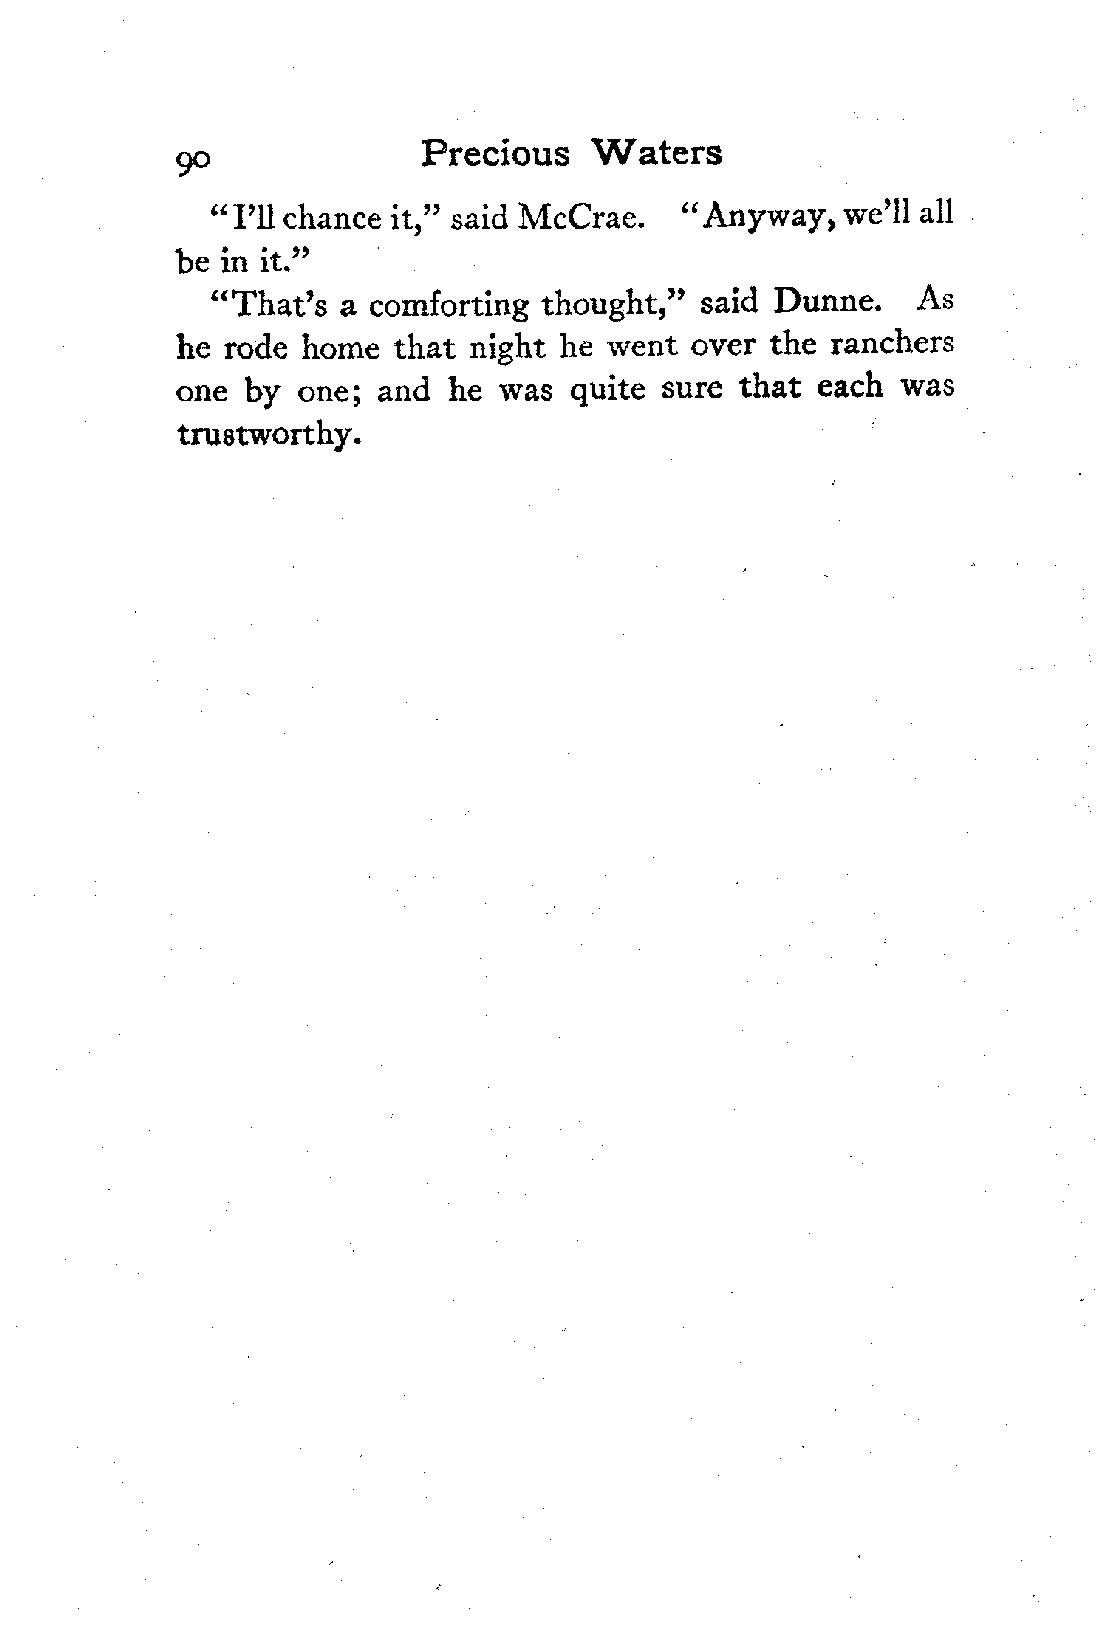 90 Precious Waters
“I’ll chance it,” said McCrae. “Anyway, we’ll all
be in it.”
“That’s a comforting thought,” said Dunne. As
he rode home that night he went over the ranchers
one by one; and he was quite sure that each was
trustworthy.